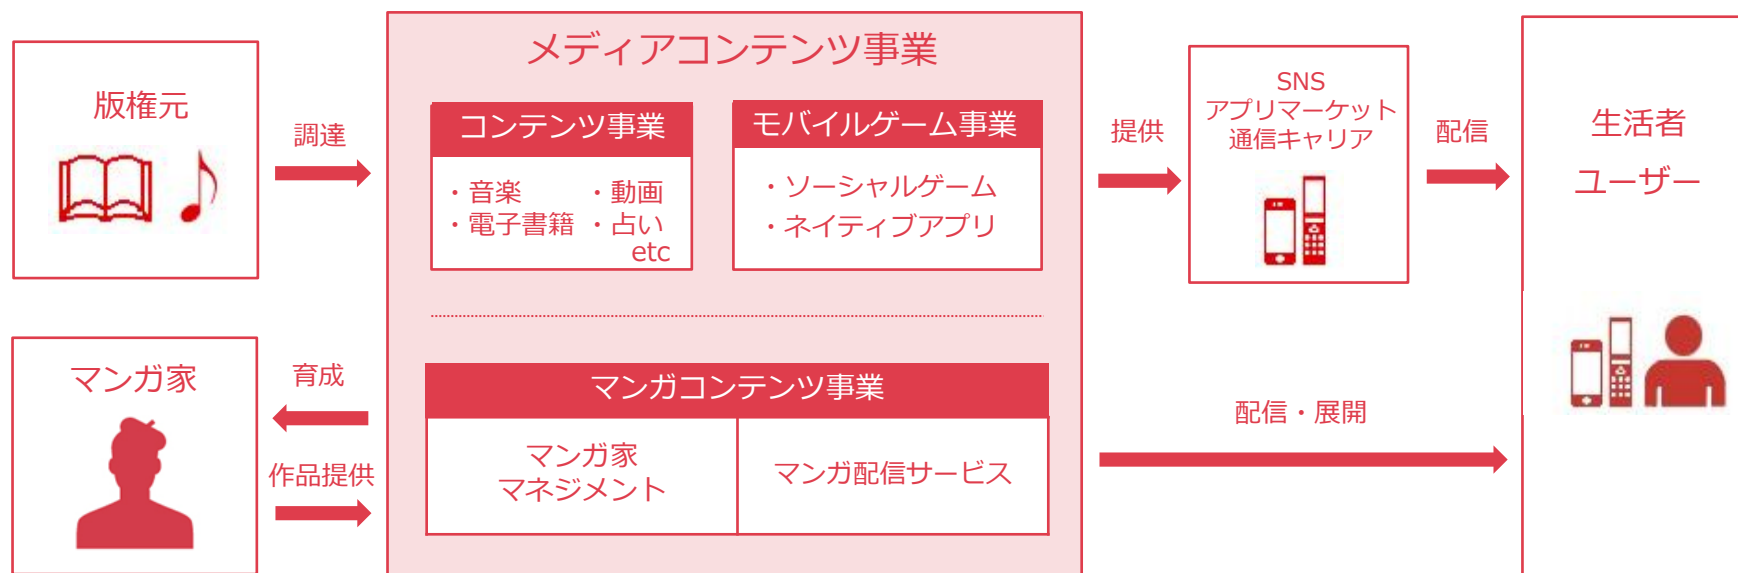 メディアコンテンツ事業
版権元
調達
コンテンツ事業
・音楽 ・動画
・電子書籍 ・占い
etc
モバイルゲーム事業
・ソーシャルゲーム
・ネイティブアプリ
提供
SNS
アプリマーケット
通信キャリア
配信
生活者
ユーザー
マンガ家
育成
作品提供
マンガコンテンツ事業
マンガ家
マネジメント
マンガ配信サービス
配信・展開